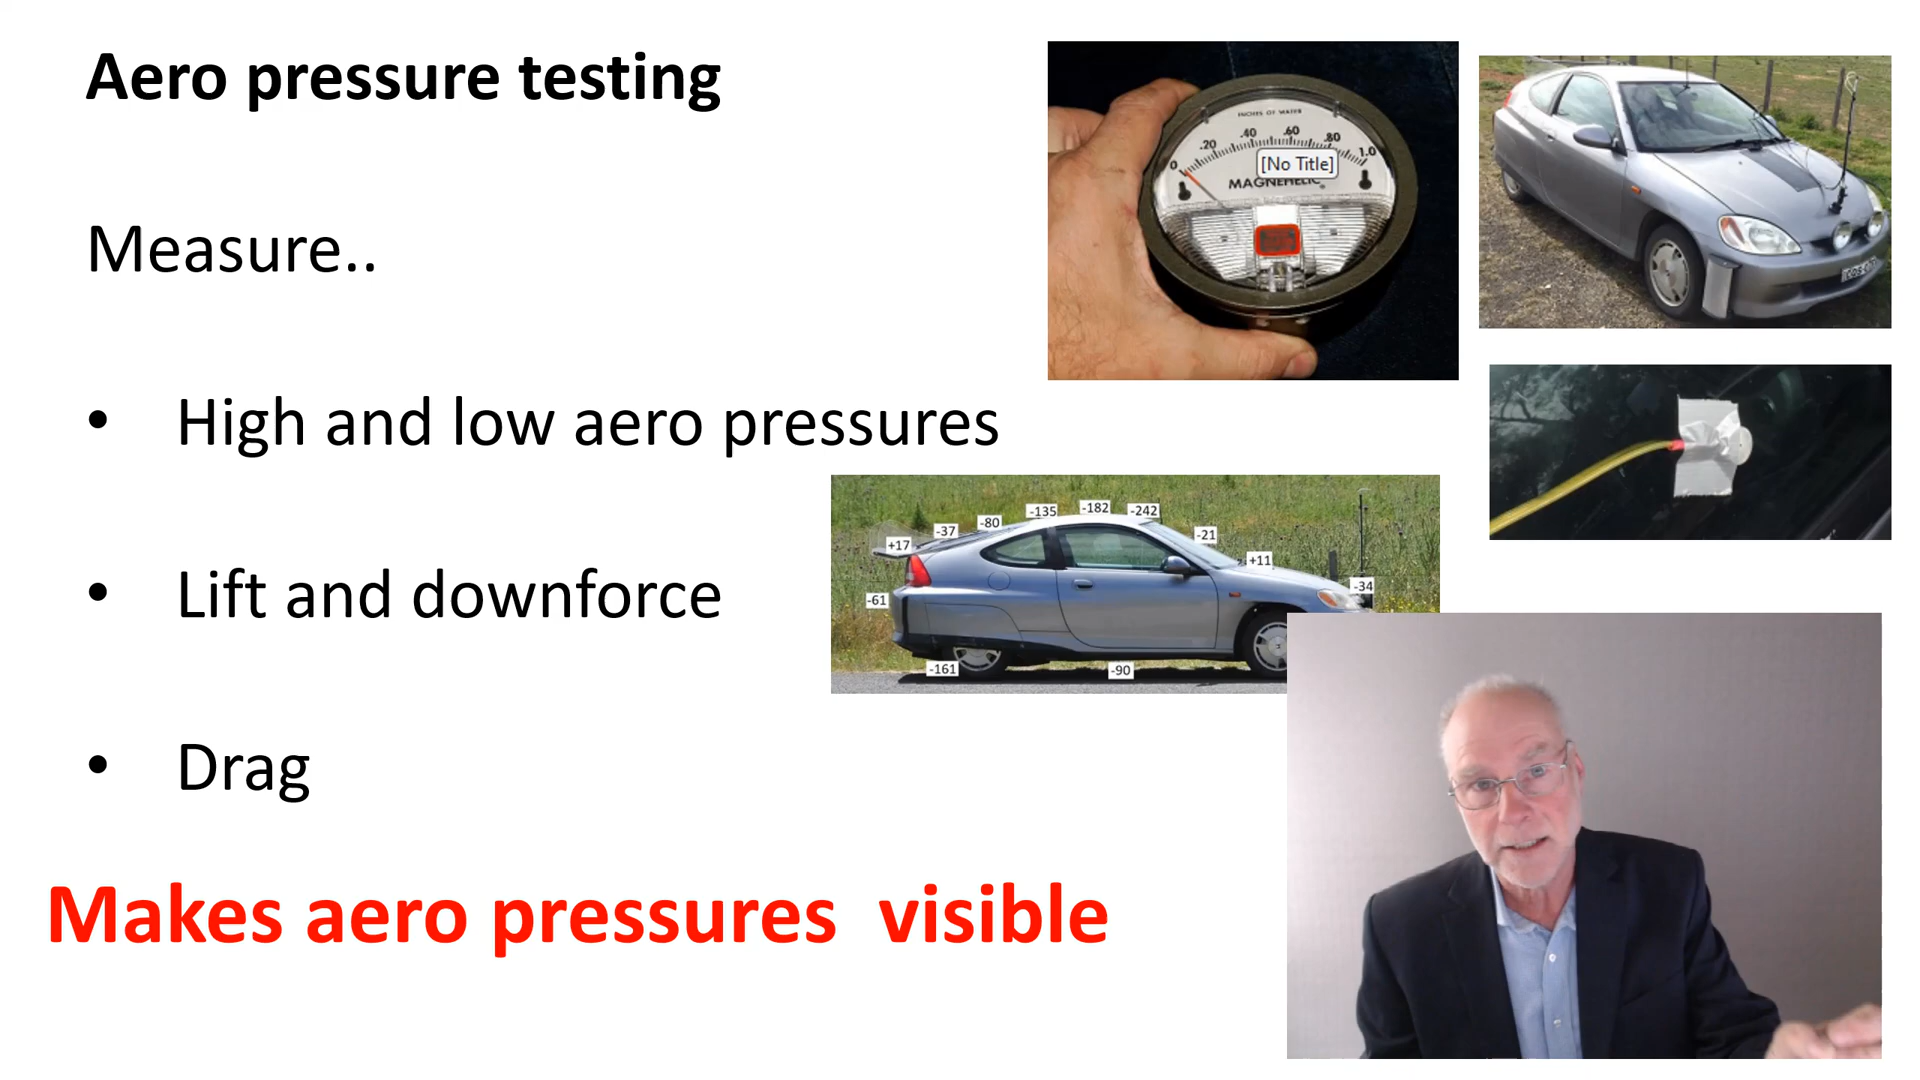 Aero pressure testing
Measure..
• High and low aero pressures
• Lift and downforce
• Drag
Makes aero pressures  visible
INCHES OF WATER
0 .20 .40 .60 .80 1.0
[No Title]
MAGNEHELIC
+17
-37
-80
-135
-182
-242
-21
+11
-34
-61
-161
-90